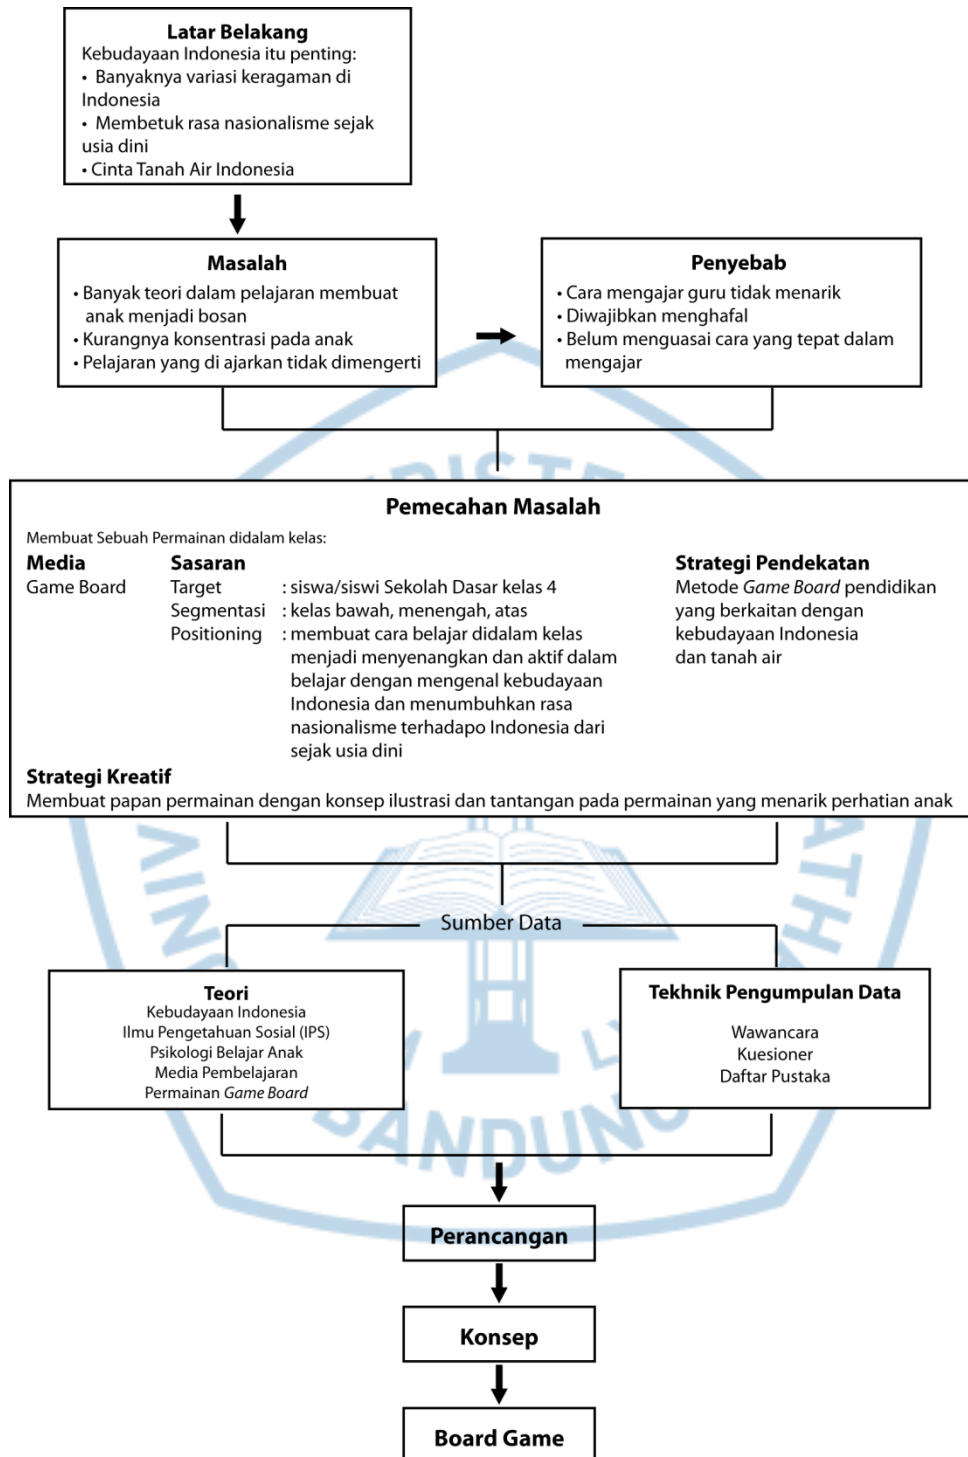 Latar Belakang
Kebudayaan Indonesia itu penting:
• Banyaknya variasi keragaman di
Indonesia
• Membetuk rasa nasionalisme sejak
usia dini
• Cinta Tanah Air Indonesia
Masalah
• Banyak teori dalam pelajaran membuat
anak menjadi bosan
• Kurangnya konsentrasi pada anak
• Pelajaran yang di ajarkan tidak dimengerti
Penyebab
• Cara mengajar guru tidak menarik
• Diwajibkan menghafal
• Belum menguasai cara yang tepat dalam
mengajar
Pemecahan Masalah
Membuat Sebuah Permainan didalam kelas:
Media
Game Board
Sasaran
Target : siswa/siswi Sekolah Dasar kelas 4
Segmentasi : kelas bawah, menengah, atas
Positioning : membuat cara belajar didalam kelas
menjadi menyenangkan dan aktif dalam
belajar dengan mengenal kebudayaan
Indonesia dan menumbuhkan rasa
nasionalisme terhadapo Indonesia dari
sejak usia dini
Strategi Pendekatan
Metode Game Board pendidikan
yang berkaitan dengan
kebudayaan Indonesia
dan tanah air
Strategi Kreatif
Membuat papan permainan dengan konsep ilustrasi dan tantangan pada permainan yang menarik perhatian anak
Sumber Data
Teori
Kebudayaan Indonesia
Ilmu Pengetahuan Sosial (IPS)
Psikologi Belajar Anak
Media Pembelajaran
Permainan Game Board
Tekhnik Pengumpulan Data
Wawancara
Kuesioner
Daftar Pustaka
BANDUNG
Perancangan
Konsep
Board Game